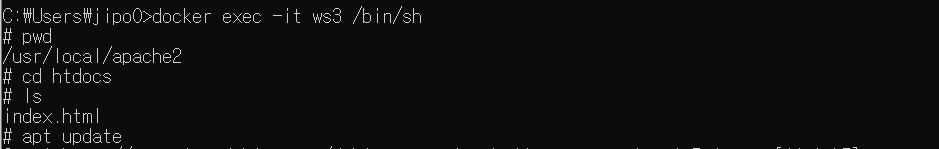 C:₩Users₩jipo0>docker exec -it ws3 /bin/sh
# pwd
/usr/local/apache2
# cd htdocs
# ls
index.html
# apt update